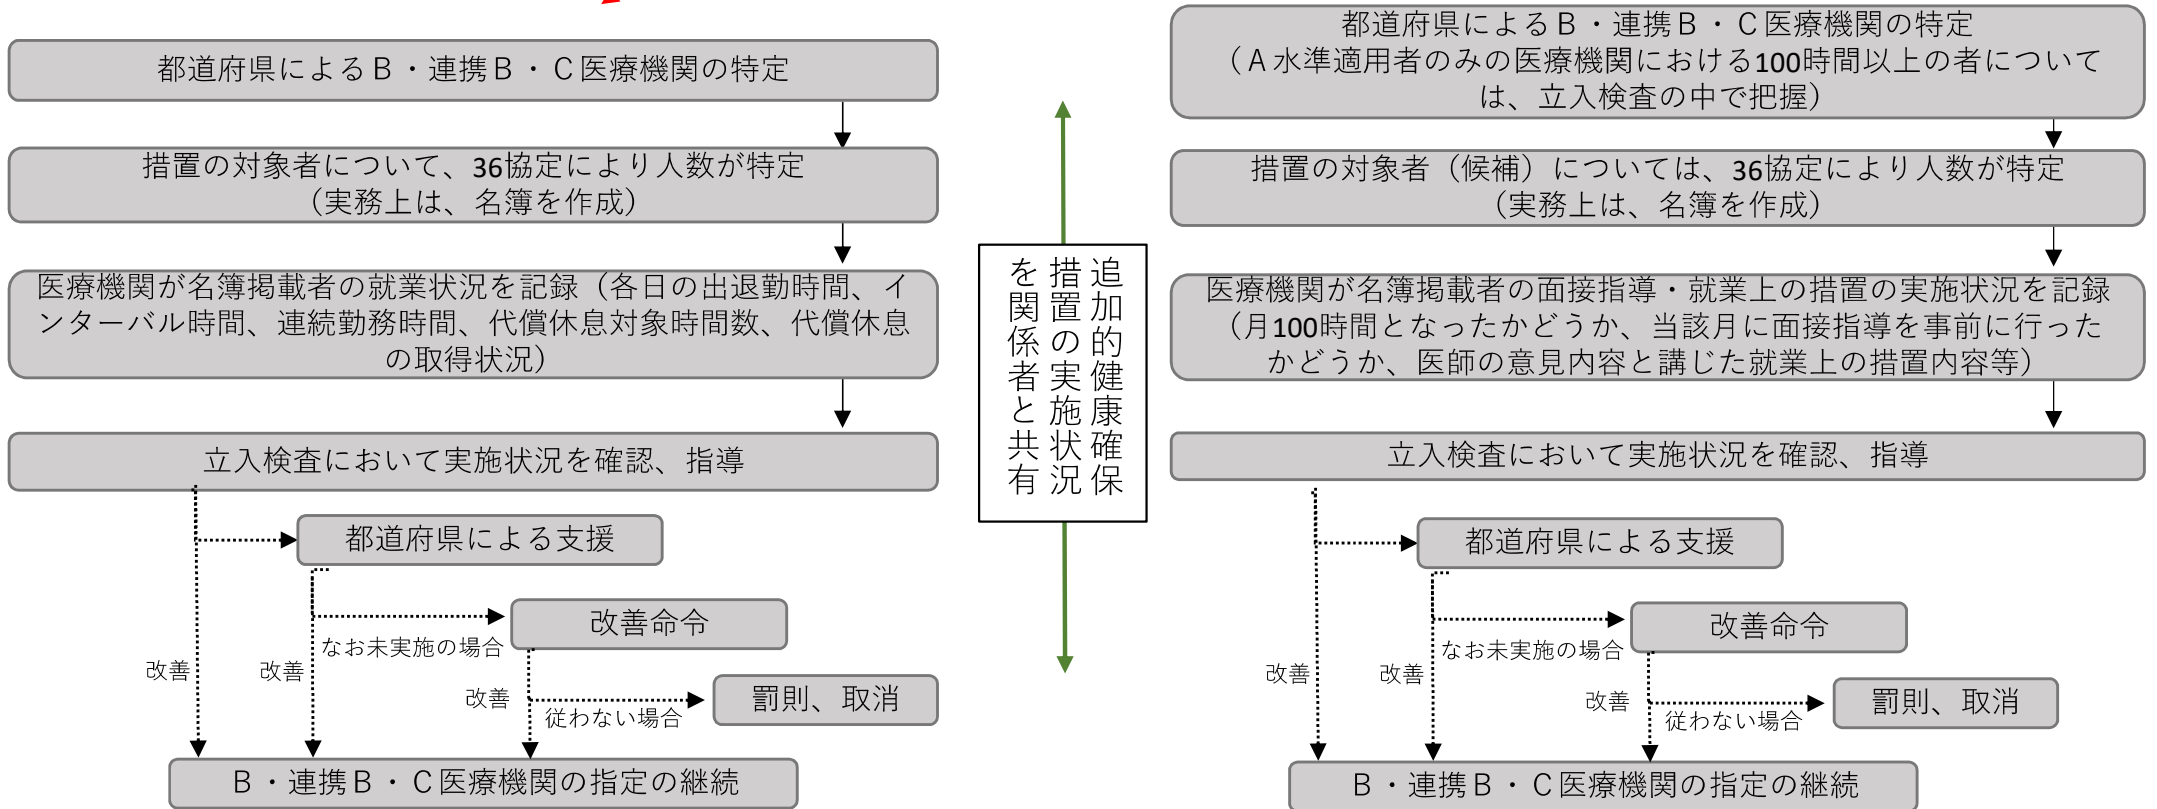 都道府県によるＢ・連携Ｂ・Ｃ医療機関の特定
措置の対象者について、36協定により人数が特定
（実務上は、名簿を作成）
医療機関が名簿掲載者の就業状況を記録（各日の出退勤時間、イ
ンターバル時間、連続勤務時間、代償休息対象時間数、代償休息
の取得状況）
立入検査において実施状況を確認、指導
都道府県による支援
改善命令
なお未実施の場合
改善
改善
改善
罰則、取消
従わない場合
Ｂ・連携Ｂ・Ｃ医療機関の指定の継続
追加的健康確保
措置の実施状況
を関係者と共有
都道府県によるＢ・連携Ｂ・Ｃ医療機関の特定
（Ａ水準適用者のみの医療機関における100時間以上の者について
は、立入検査の中で把握）
措置の対象者（候補）については、36協定により人数が特定
（実務上は、名簿を作成）
医療機関が名簿掲載者の面接指導・就業上の措置の実施状況を記録
（月100時間となったかどうか、当該月に面接指導を事前に行った
かどうか、医師の意見内容と講じた就業上の措置内容等）
立入検査において実施状況を確認、指導
都道府県による支援
改善命令
なお未実施の場合
改善
改善
改善
罰則、取消
従わない場合
Ｂ・連携Ｂ・Ｃ医療機関の指定の継続